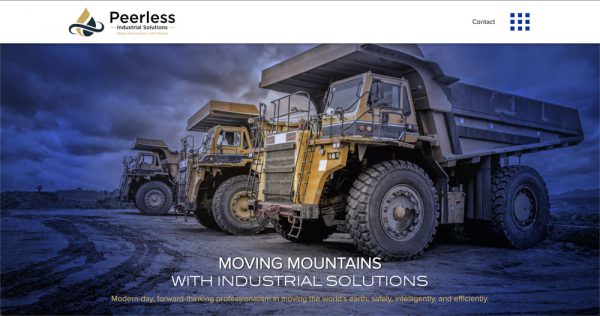 Peerless
Industrial Solutions
Contact
MOVING MOUNTAINS
WITH INDUSTRIAL SOLUTIONS
Modern-day, forward-thinking professionalism in moving the world's earth, safely, intelligently, and efficiently